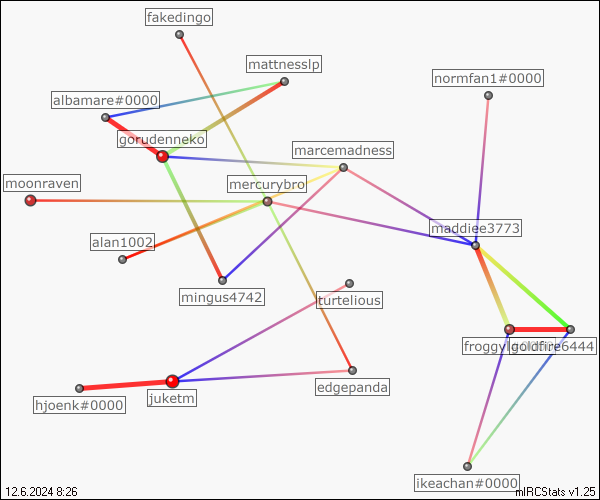 fakedingo
mattnesslp
normfan1#0000
albamare#0000
gorudenneko
marcemadness
moonraven
mercurybro
maddiee3773
alan1002
mingus4742
turtelious
froggy
goldfire6444
edgepanda
juketm
hjoenk#0000
ikeachan#0000
12.6.2024 8:26
mIRCStats v1.25